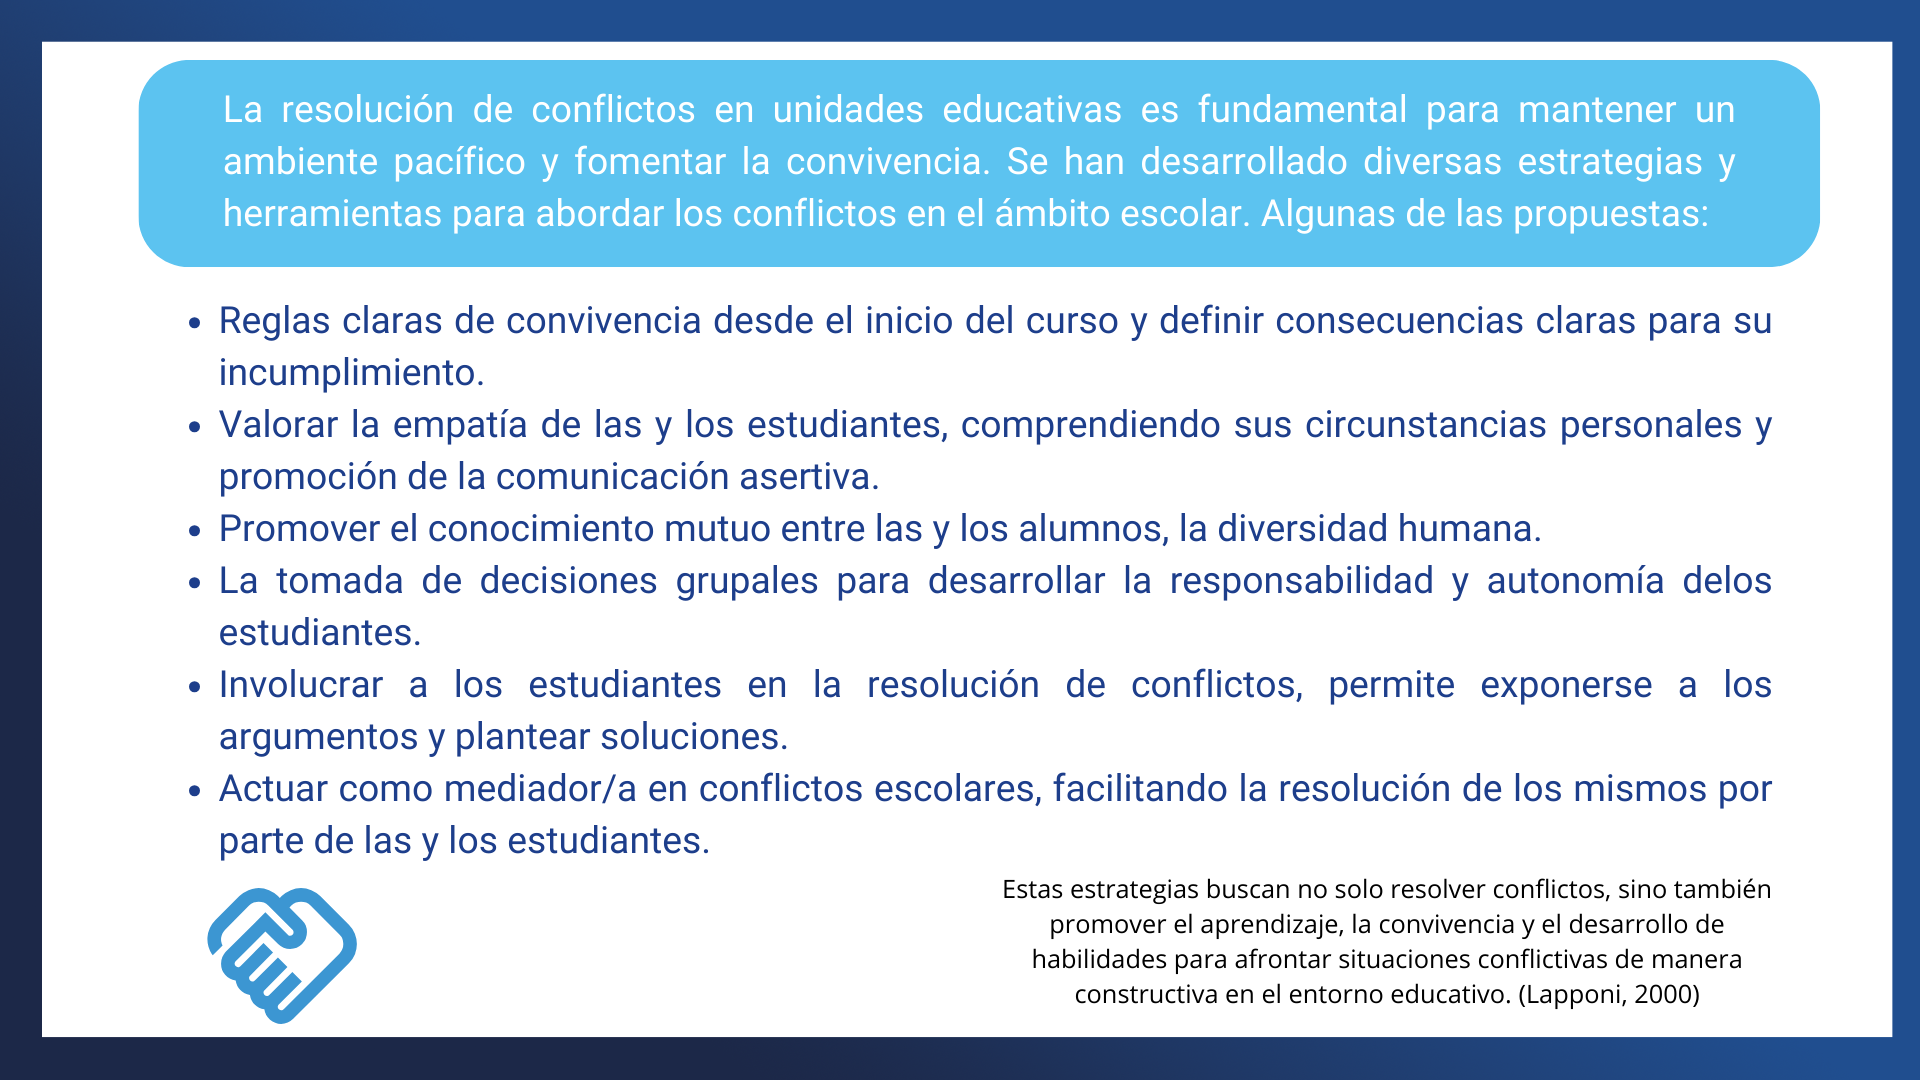 La resolución de conflictos en unidades educativas es fundamental para mantener un
ambiente pacífico y fomentar la convivencia. Se han desarrollado diversas estrategias y
herramientas para abordar los conflictos en el ámbito escolar. Algunas de las propuestas:
• Reglas claras de convivencia desde el inicio del curso y definir consecuencias claras para su
incumplimiento.
• Valorar la empatía de las y los estudiantes, comprendiendo sus circunstancias personales y
promoción de la comunicación asertiva.
• Promover el conocimiento mutuo entre las y los alumnos, la diversidad humana.
• La tomada de decisiones grupales para desarrollar la responsabilidad y autonomía delos
estudiantes.
• Involucrar a los estudiantes en la resolución de conflictos, permite exponerse a los
argumentos y plantear soluciones.
• Actuar como mediador/a en conflictos escolares, facilitando la resolución de los mismos por
parte de las y los estudiantes.
Estas estrategias buscan no solo resolver conflictos, sino también
promover el aprendizaje, la convivencia y el desarrollo de
habilidades para afrontar situaciones conflictivas de manera
constructiva en el entorno educativo. (Lapponi, 2000)